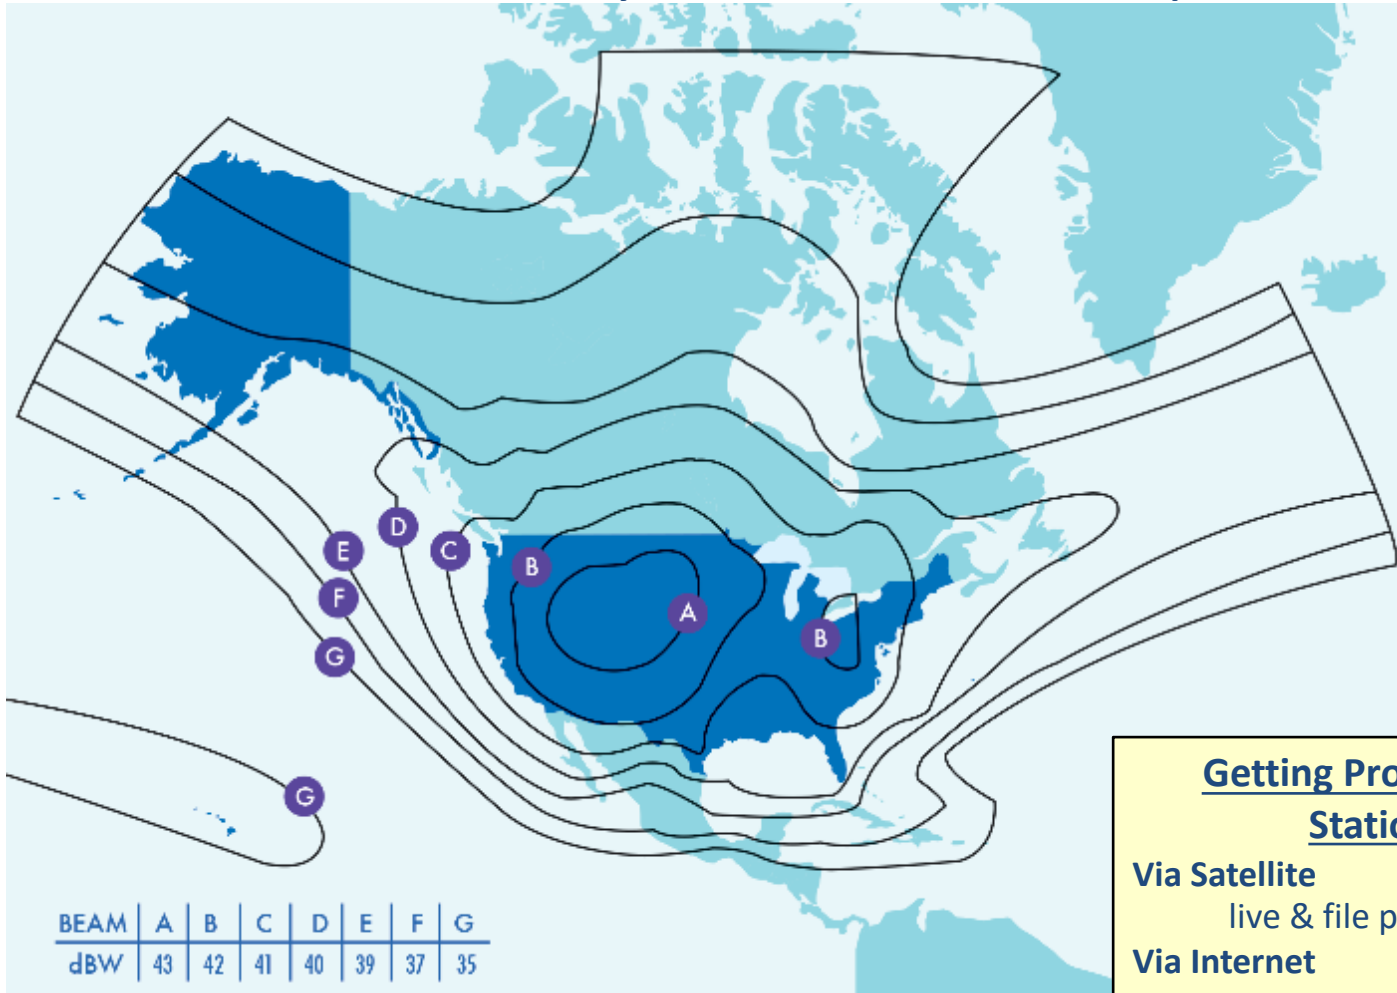 D
E
C
B
F
A
B
G
G
BEAM A B C D E F G
dBW 43 42 41 40 39 37 35
Getting Pro
Static
Via Satellite
live & file p
Via Internet